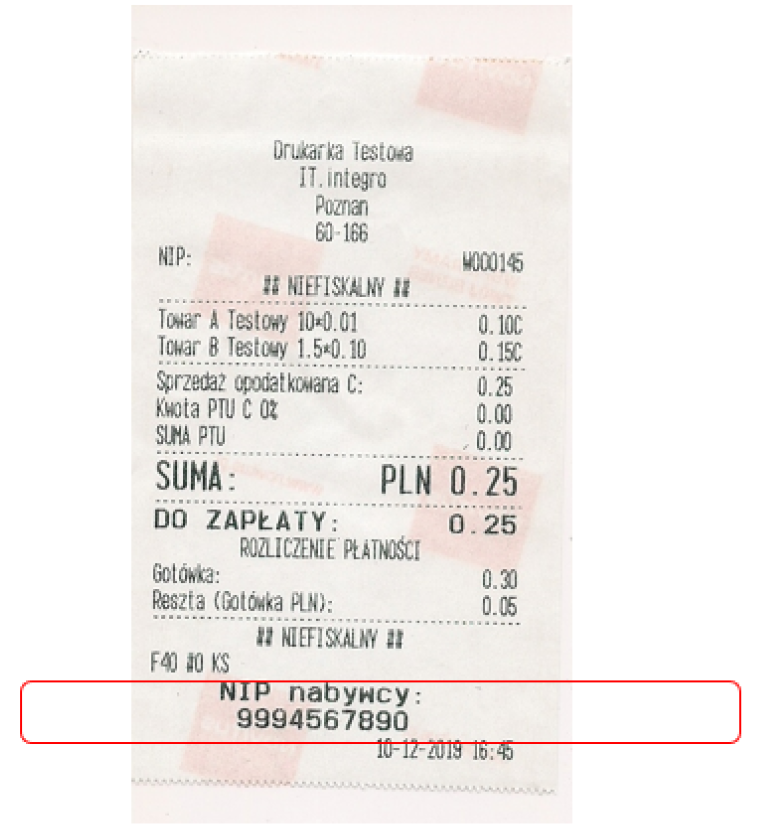 Drukarka Testowa
IT.integro
Poznan
60-166
NIP: W000145
## NIEFISKALNY ##
Towar A Testowy 10*0.01 0.10C
Towar B Testowy 1.5*0.10 0.15C
Sprzedaż opodatkowana C: 0.25
Kwota PTU C 0% 0.00
SUMA PTU 0.00
SUMA: PLN 0.25
DO ZAPŁATY: 0.25
ROZLICZENIE PŁATNOŚCI
Gotówka: 0.30
Reszta (Gotówka PLN): 0.05
## NIEFISKALNY ##
F40 #0 KS
NIP nabywcy:
9994567890
10-12-2019 16:45